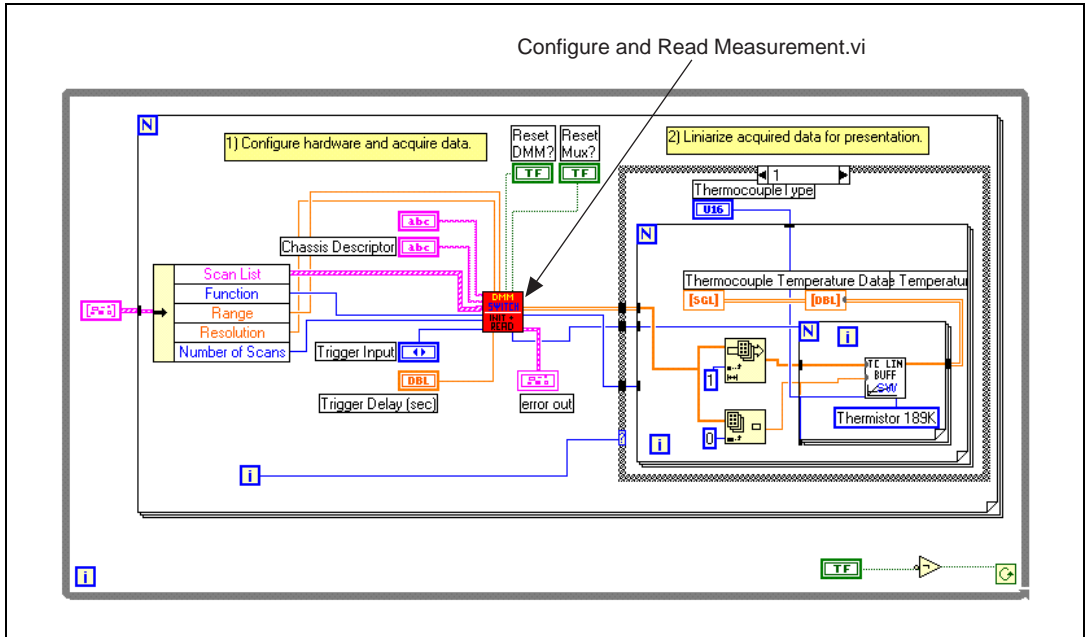 Configure and Read Measurement.vi
N
1) Configure hardware and acquire data.
Reset DMM?
Reset Mux?
2) Liniarize acquired data for presentation.
TF
TF
1
ThermocoupleType
U16
abc
Chassis Descriptor
abc
N
Scan List
Function
Range
Resolution
Number of Scans
DMM
SWITCH
INIT +
READ
Thermocouple Temperature Data
Temperatur
[SGL]
[DBL]
N
i
Trigger Input
DBL
Trigger Delay (sec)
error out
1
TC LIN
BUFF
Thermistor 189K
0
i
?
i
i
TF